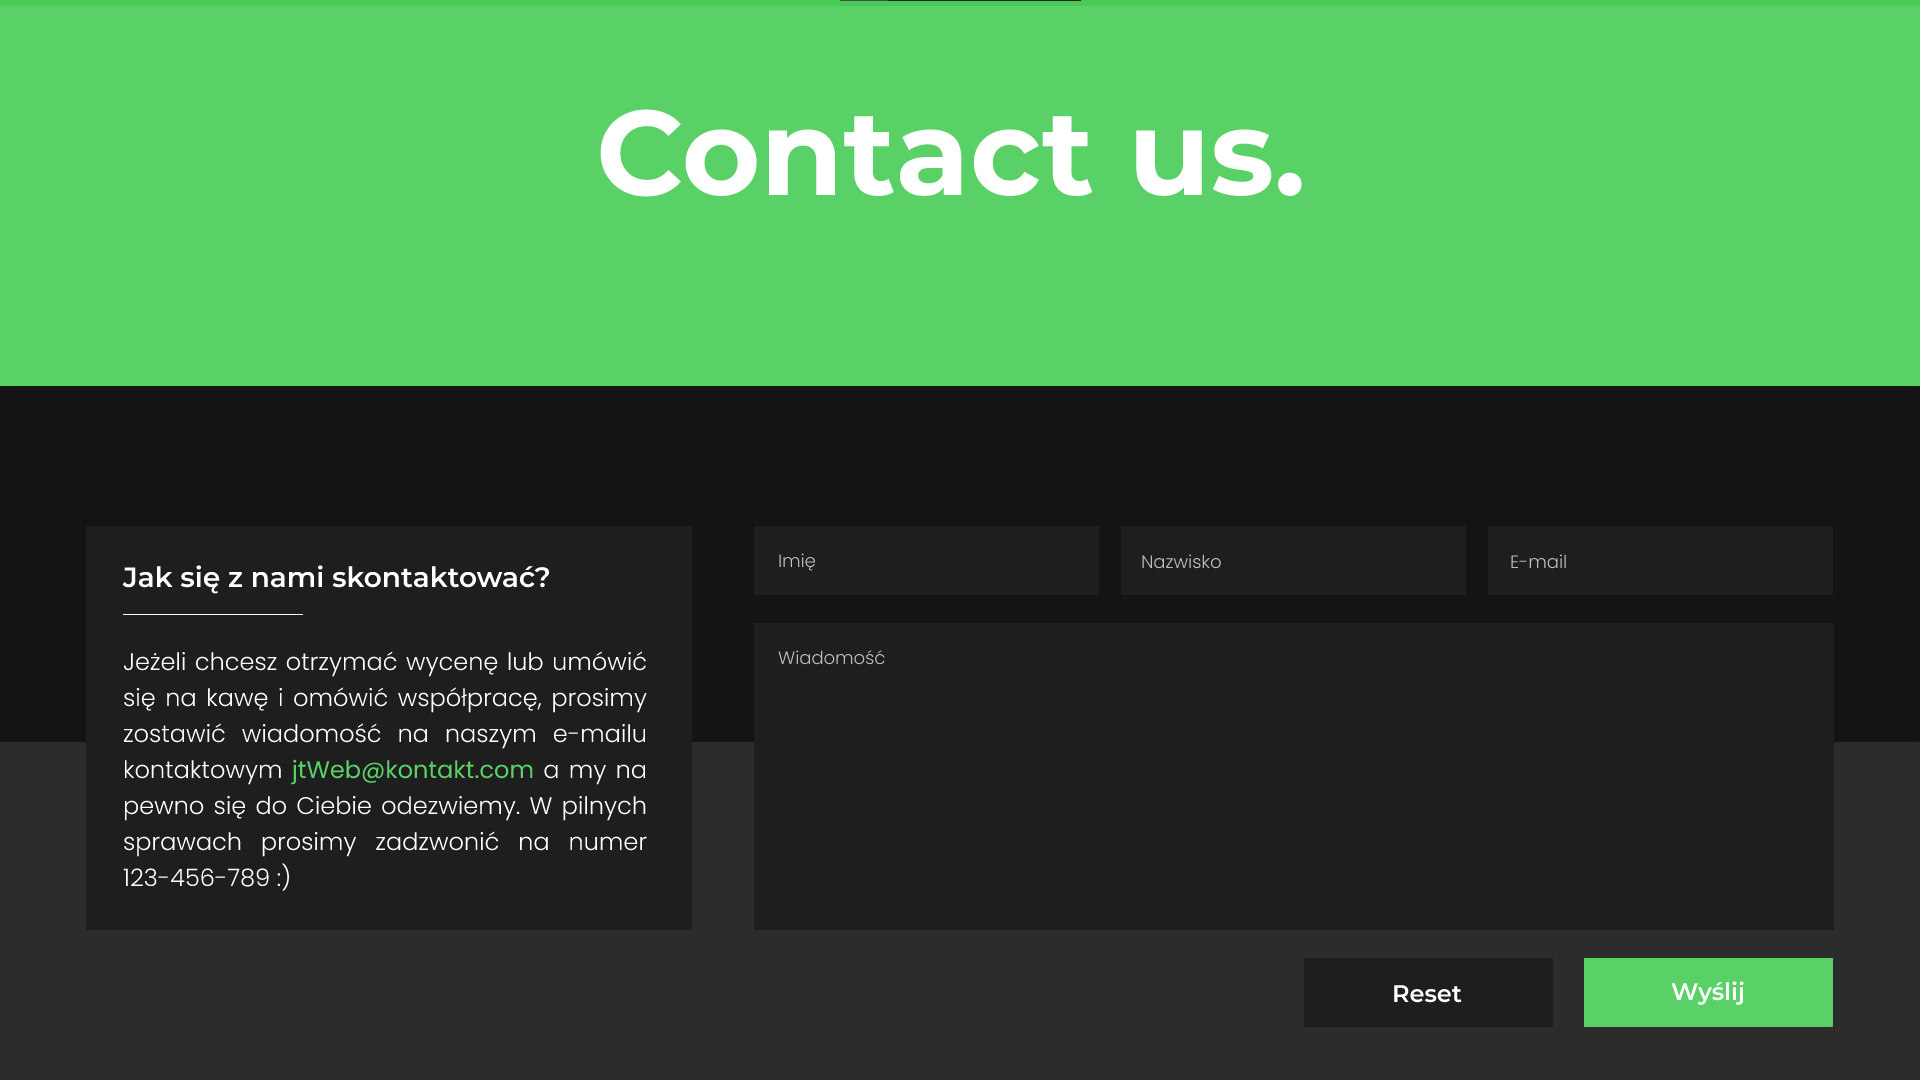 Contact us.
Jak się z nami skontaktować?
Jeżeli chcesz otrzymać wycenę lub umówić
się na kawę i omówić współpracę, prosimy
zostawić wiadomość na naszym e-mailu
kontaktowym jtWeb@kontakt.com a my na
pewno się do Ciebie odezwiemy. W pilnych
sprawach prosimy zadzwonić na numer
123-456-789 :)
Imię
Nazwisko
E-mail
Wiadomość
Reset
Wyślij